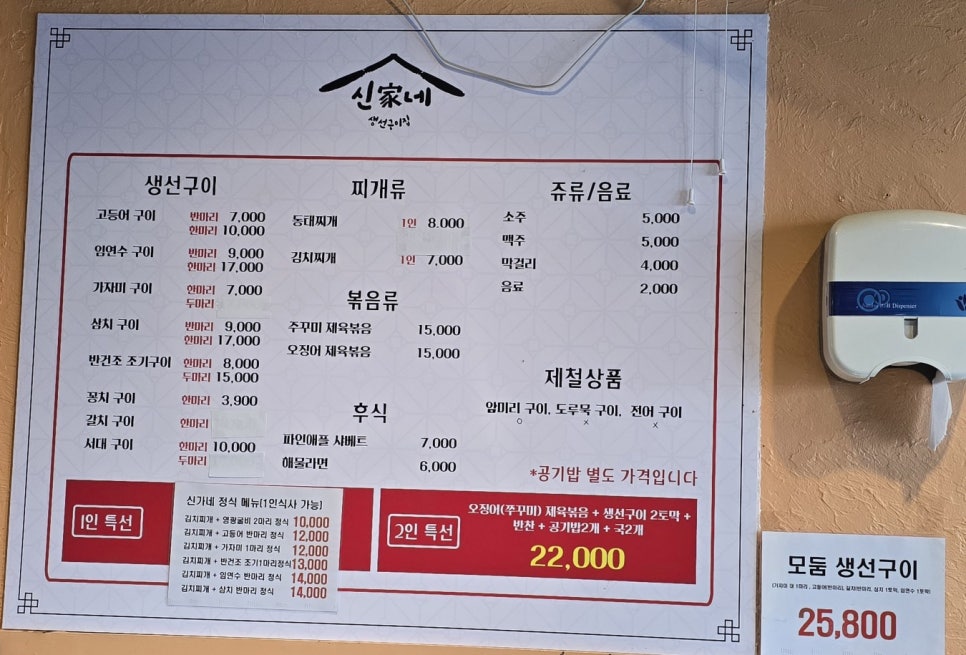 신家네
생선구이집
생선구이
고등어 구이 반마리 7,000
한마리 10,000
임연수 구이 반마리 9,000
한마리 17,000
가자미 구이 한마리 7,000
두마리
삼치 구이 반마리 9,000
한마리 17,000
반건조 조기구이 한마리 8,000
두마리 15,000
꽁치 구이 한마리 3,900
갈치 구이 한마리
서대 구이 한마리 10,000
두마리
찌개류
동태찌개 1인 8.000
김치찌개 1인 7,000
볶음류
주꾸미 제육볶음 15,000
오징어 제육볶음 15,000
후식
파인애플 샤베트 7,000
해물라면 6,000
쥬류/음료
소주 5,000
맥주 5,000
막걸리 4,000
음료 2,000
제철상품
양미리 구이, 도루묵 구이, 전어 구이
○ x x
*공기밥 별도 가격입니다
1인 특선
신가네 정식 메뉴(1인식사 가능)
김치찌개 + 영광굴비 2마리 정식 10,000
김치찌개 + 고등어 반마리 정식 12,000
김치찌개 + 가자미 1마리 정식 12,000
김치찌개 + 반건조 조기1마리정식 13,000
김치찌개 + 임연수 반마리 정식 14,000
김치찌개 + 삼치 반마리 정식 14,000
2인 특선
오징어(쭈꾸미) 제육볶음 + 생선구이 2토막 +
반찬 + 공기밥2개 + 국2개
22,000
모둠 생선구이
25,800
Dispenser